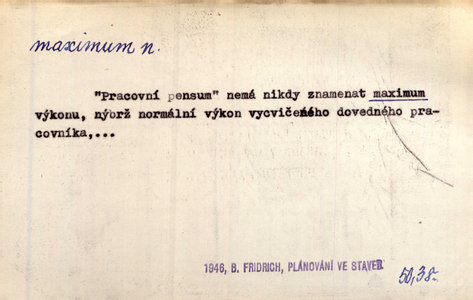 maximum n.
"Pracovní pensum" nemá nikdy znamenat maximum
výkonu, nýbrž normální výkon vycvičeného dovedného pra-
covníka,...
1946, B. FRIDRICH, PLÁNOVÁNÍ VE STAVEB.
50,38.